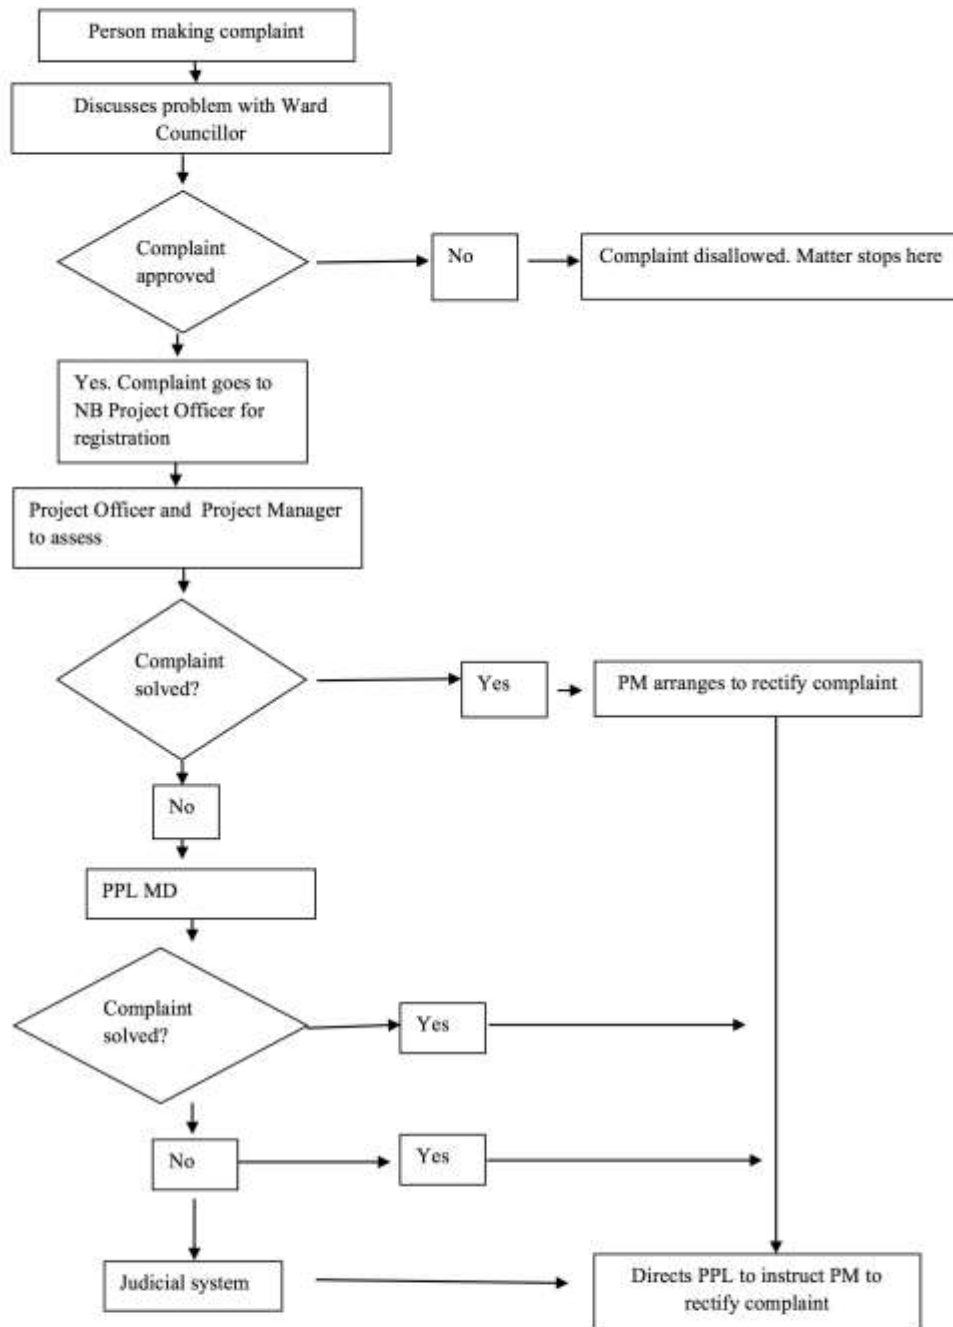 Person making complaint
Discusses problem with Ward
Councillor
Complaint
approved
No
Complaint disallowed. Matter stops here
Yes. Complaint goes to
NB Project Officer for
registration
Project Officer and Project Manager
to assess
Complaint
solved?
Yes
PM arranges to rectify complaint
No
PPL MD
Complaint
solved?
Yes
No
Yes
Judicial system
Directs PPL to instruct PM to
rectify complaint